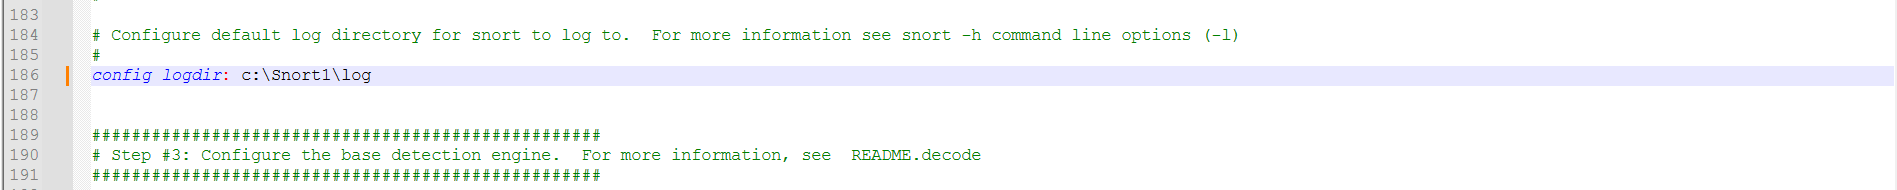 183
184 # Configure default log directory for snort to log to.  For more information see snort -h command line options (-l)
185 #
186 config logdir: c:\Snort1\log
187
188
189 ###################################################
190 # Step #3: Configure the base detection engine.  For more information, see  README.decode
191 ###################################################